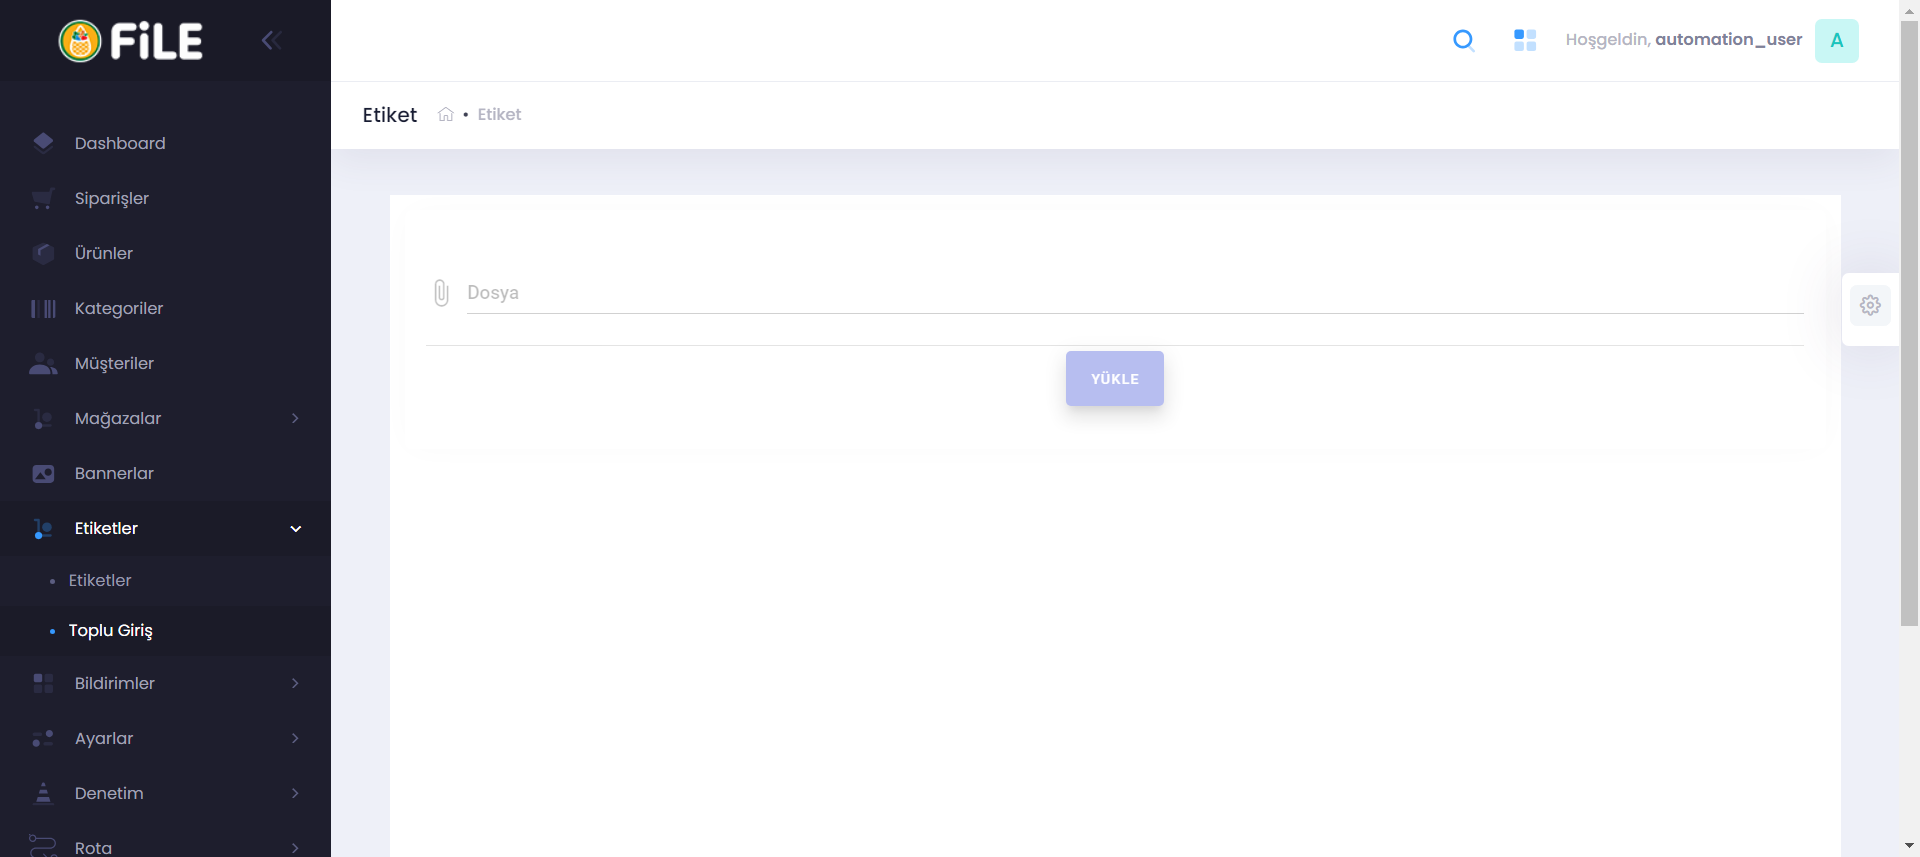 FiLE
Hoşgeldin, automation_user
A
Etiket
• Etiket
Dashboard
Siparişler
Ürünler
Kategoriler
Müşteriler
Mağazalar
Bannerlar
Etiketler
Etiketler
Toplu Giriş
Bildirimler
Ayarlar
Denetim
Rota
Dosya
YÜKLE